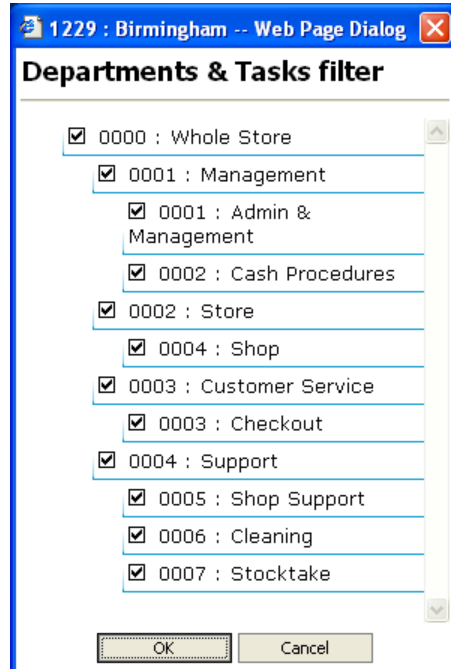 1229 : Birmingham -- Web Page Dialog
Departments & Tasks filter
0000 : Whole Store
0001 : Management
0001 : Admin &
Management
0002 : Cash Procedures
0002 : Store
0004 : Shop
0003 : Customer Service
0003 : Checkout
0004 : Support
0005 : Shop Support
0006 : Cleaning
0007 : Stocktake
OK Cancel